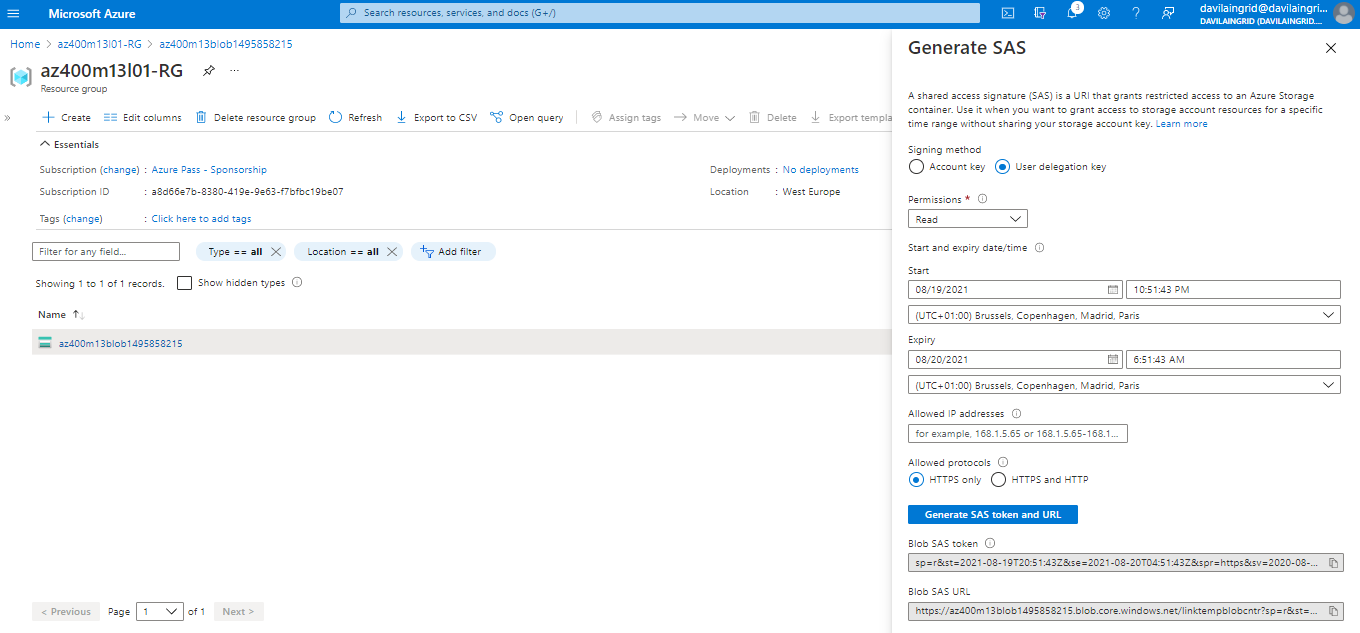 Microsoft Azure
Search resources, services, and docs (G+/)
3
davilaingrid@davilaingri...
DAVILAINGRID (DAVILAINGRID....
Home > az400m13l01-RG > az400m13blob1495858215
az400m13l01-RG
...
Resource group
Create
Edit columns
Delete resource group
Refresh
Export to CSV
Open query
Assign tags
Move
Delete
Export templa
Essentials
Subscription (change) : Azure Pass - Sponsorship
Subscription ID : a8d66e7b-8380-419e-9e63-f7bfbc19be07
Tags (change) : Click here to add tags
Deployments : No deployments
Location : West Europe
Filter for any field...
Type == all
Location == all
Add filter
Showing 1 to 1 of 1 records.
Show hidden types
Name
az400m13blob1495858215
< Previous
Page
1
of 1
Next >
Generate SAS
A shared access signature (SAS) is a URI that grants restricted access to an Azure Storage
container. Use it when you want to grant access to storage account resources for a specific
time range without sharing your storage account key. Learn more
Signing method
Account key
User delegation key
Permissions *
Read
Start and expiry date/time
Start
08/19/2021
10:51:43 PM
(UTC+01:00) Brussels, Copenhagen, Madrid, Paris
Expiry
08/20/2021
6:51:43 AM
(UTC+01:00) Brussels, Copenhagen, Madrid, Paris
Allowed IP addresses
for example, 168.1.5.65 or 168.1.5.65-168.1...
Allowed protocols
HTTPS only
HTTPS and HTTP
Generate SAS token and URL
Blob SAS token
sp=r&st=2021-08-19T20:51:43Z&se=2021-08-20T04:51:43Z&spr=https&sv=2020-08-...
Blob SAS URL
https://az400m13blob1495858215.blob.core.windows.net/linktempblobcntr?sp=r&st=...